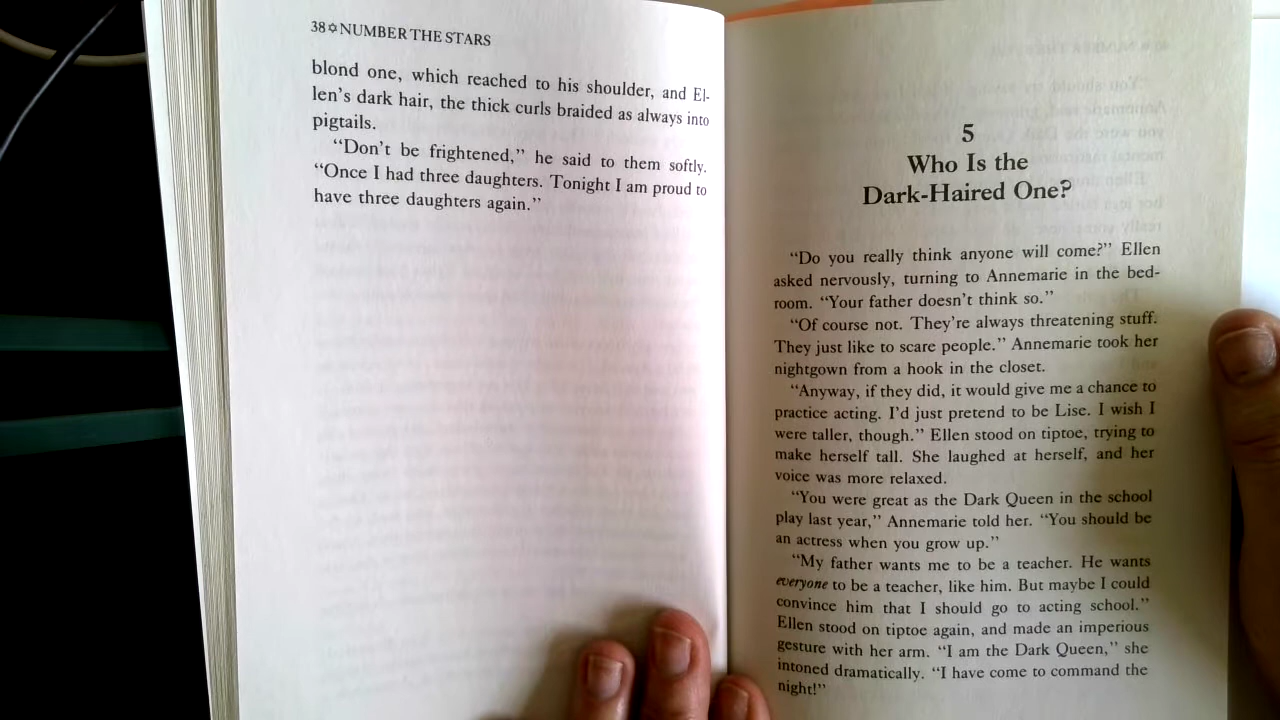 38✡NUMBER THE STARS
blond one, which reached to his shoulder, and El-
len's dark hair, the thick curls braided as always into
pigtails.
“Don't be frightened,” he said to them softly.
“Once I had three daughters. Tonight I am proud to
have three daughters again.”
5
Who Is the
Dark-Haired One?
“Do you really think anyone will come?” Ellen
asked nervously, turning to Annemarie in the bed-
room. “Your father doesn't think so.”
“Of course not. They're always threatening stuff.
They just like to scare people.” Annemarie took her
nightgown from a hook in the closet.
“Anyway, if they did, it would give me a chance to
practice acting. I'd just pretend to be Lise. I wish I
were taller, though.” Ellen stood on tiptoe, trying to
make herself tall. She laughed at herself, and her
voice was more relaxed.
“You were great as the Dark Queen in the school
play last year,” Annemarie told her. “You should be
an actress when you grow up.”
“My father wants me to be a teacher. He wants
everyone to be a teacher, like him. But maybe I could
convince him that I should go to acting school.”
Ellen stood on tiptoe again, and made an imperious
gesture with her arm. “I am the Dark Queen,” she
intoned dramatically. “I have come to command the
night!”